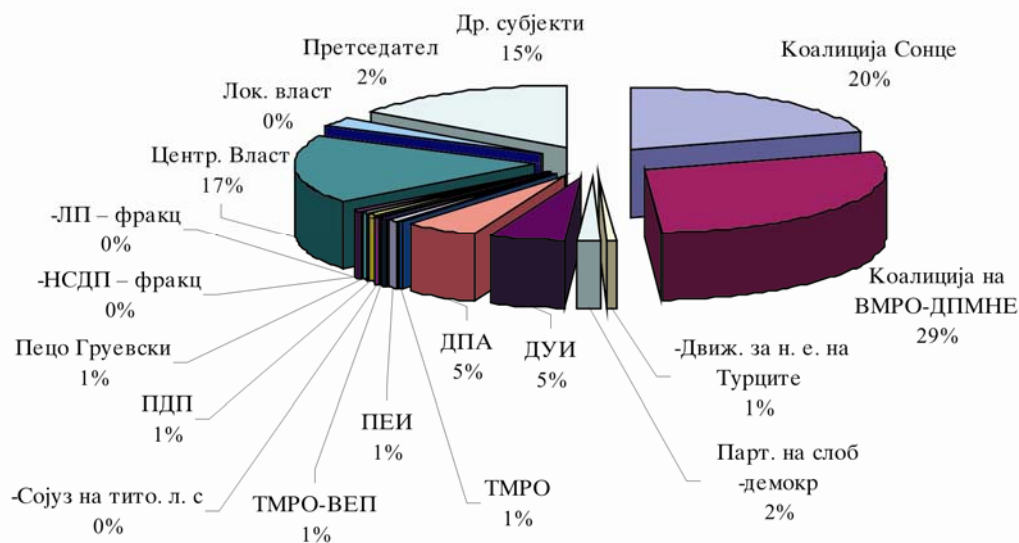 Др. субјекти
15%
Коалиција Сонце
20%
Претседател
2%
Лок. власт
0%
Центр. Власт
17%
-ЛП – фракц
0%
-НСДП – фракц
0%
Пецо Груевски
1%
ПДП
1%
-Сојуз на тито. л. с
0%
ТМРО-ВЕП
1%
ПЕИ
1%
ТМРО
1%
ДПА
5%
ДУИ
5%
Парт. на слоб
-демокр
2%
-Движ. за н. е. на
Турците
1%
Коалиција на
ВМРО-ДПМНЕ
29%